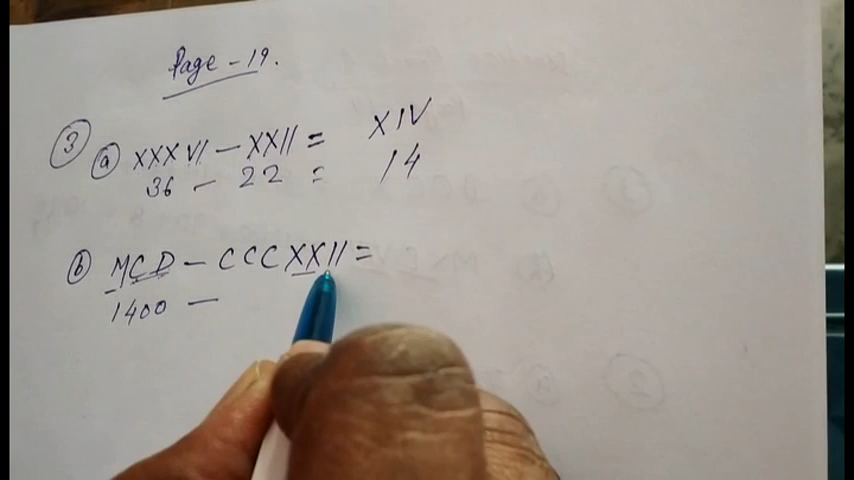 Page - 19.
③ ⓐ XXXVI - XXII = XIV
36 - 22 = 14
ⓑ MCD - CCCXXII =
1400 -